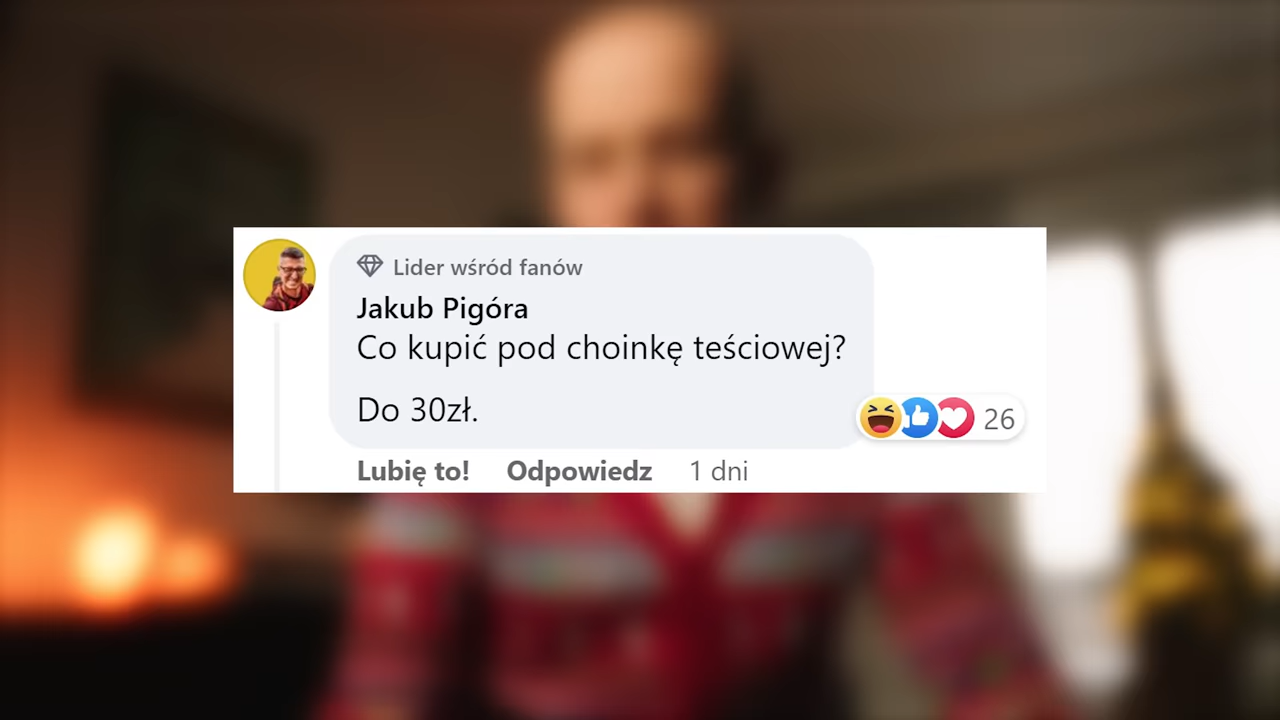 Lider wśród fanów
Jakub Pigóra
Co kupić pod choinkę teściowej?
Do 30zł.
26
Lubię to! Odpowiedz 1 dni